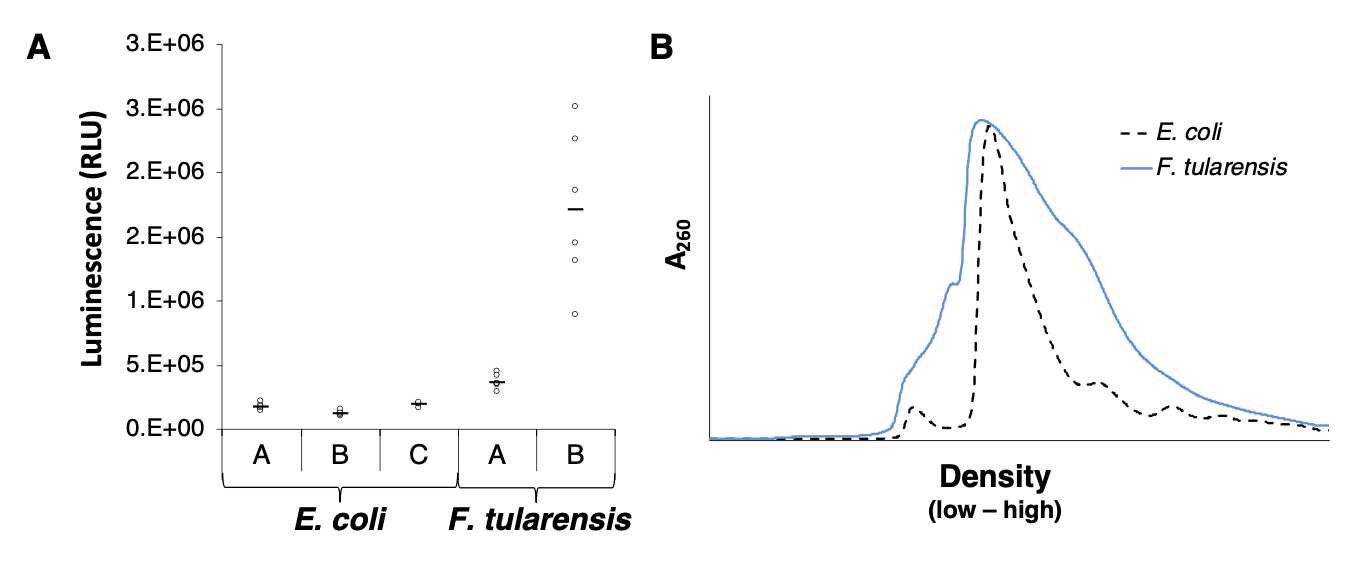 A
Luminescence (RLU)
3.E+06
3.E+06
2.E+06
2.E+06
1.E+06
5.E+05
0.E+00
A B C A B
E. coli F. tularensis
B
A260
E. coli
F. tularensis
Density
(low – high)